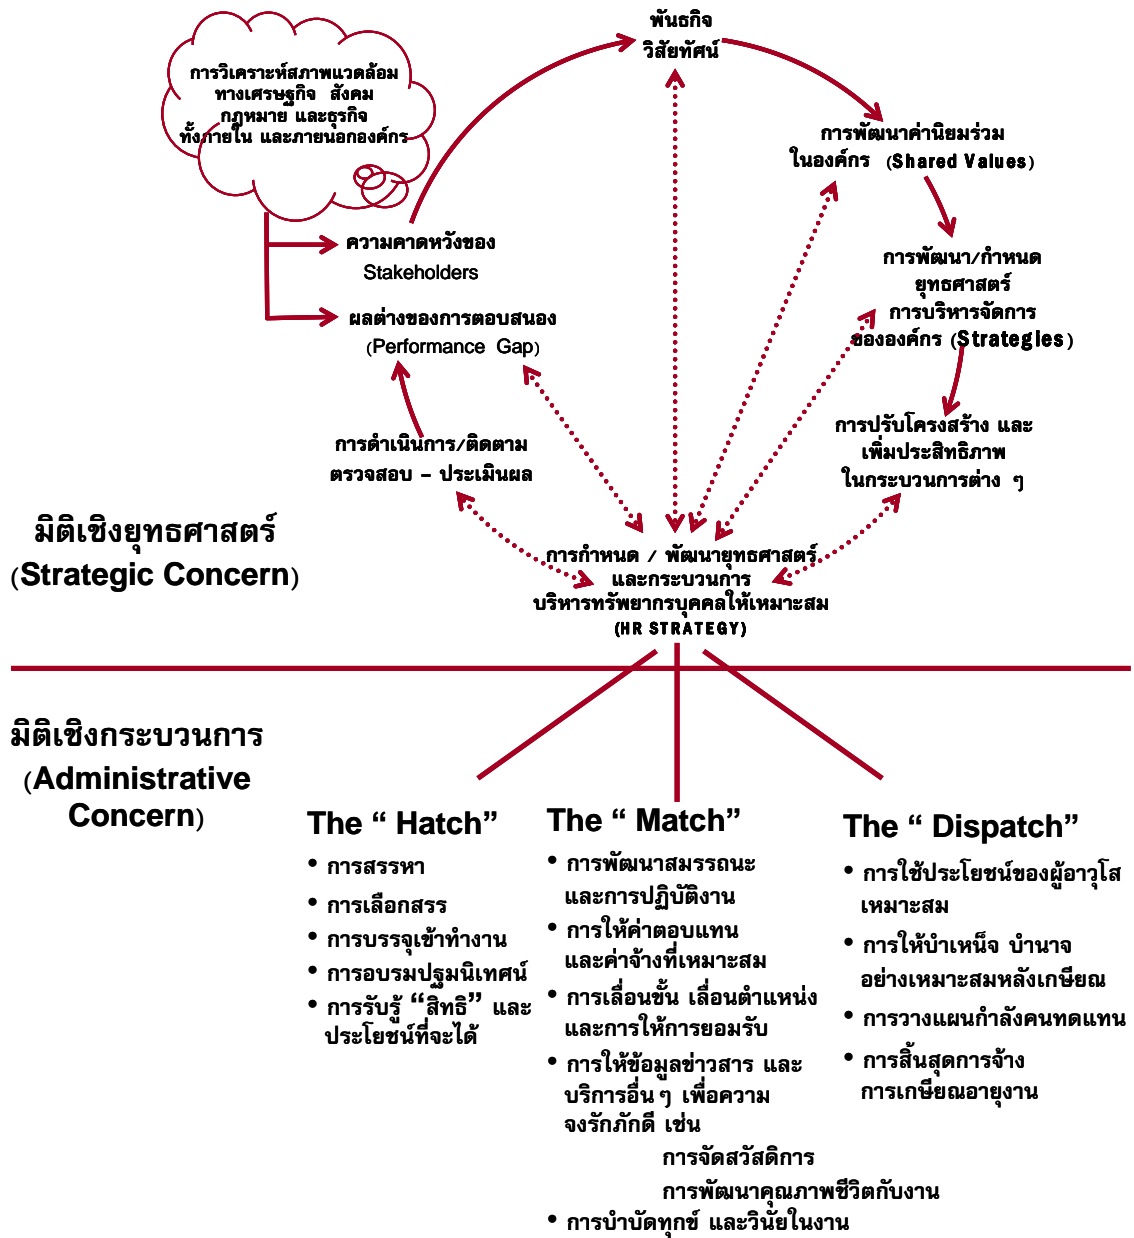 พันธกิจ
วิสัยทัศน์
การวิเคราะห์สภาพแวดล้อม
ทางเศรษฐกิจ สังคม
กฎหมาย และธุรกิจ
ทั้งภายใน และภายนอกองค์กร
การพัฒนาค่านิยมร่วม
ในองค์กร (Shared Values)
ความคาดหวังของ
Stakeholders
การพัฒนา/กำหนด
ยุทธศาสตร์
การบริหารจัดการ
ขององค์กร (Strategies)
ผลต่างของการตอบสนอง
(Performance Gap)
การปรับโครงสร้าง และ
เพิ่มประสิทธิภาพ
ในกระบวนการต่าง ๆ
การดำเนินการ/ติดตาม
ตรวจสอบ – ประเมินผล
มิติเชิงยุทธศาสตร์
(Strategic Concern)
การกำหนด / พัฒนายุทธศาสตร์
และกระบวนการ
บริหารทรัพยากรบุคคลให้เหมาะสม
(HR STRATEGY)
มิติเชิงกระบวนการ
(Administrative
Concern)
The “ Hatch”
• การสรรหา
• การเลือกสรร
• การบรรจุเข้าทำงาน
• การอบรมปฐมนิเทศน์
• การรับรู้ “สิทธิ” และ
ประโยชน์ที่จะได้
The “ Match”
• การพัฒนาสมรรถนะ
และการปฏิบัติงาน
• การให้ค่าตอบแทน
และค่าจ้างที่เหมาะสม
• การเลื่อนขั้น เลื่อนตำแหน่ง
และการให้การยอมรับ
• การให้ข้อมูลข่าวสาร และ
บริการอื่น ๆ เพื่อความ
จงรักภักดี เช่น
การจัดสวัสดิการ
การพัฒนาคุณภาพชีวิตกับงาน
• การบำบัดทุกข์ และวินัยในงาน
The “ Dispatch”
• การใช้ประโยชน์ของผู้อาวุโส
เหมาะสม
• การให้บำเหน็จ บำนาจ
อย่างเหมาะสมหลังเกษียณ
• การวางแผนกำลังคนทดแทน
• การสิ้นสุดการจ้าง
การเกษียณอายุงาน